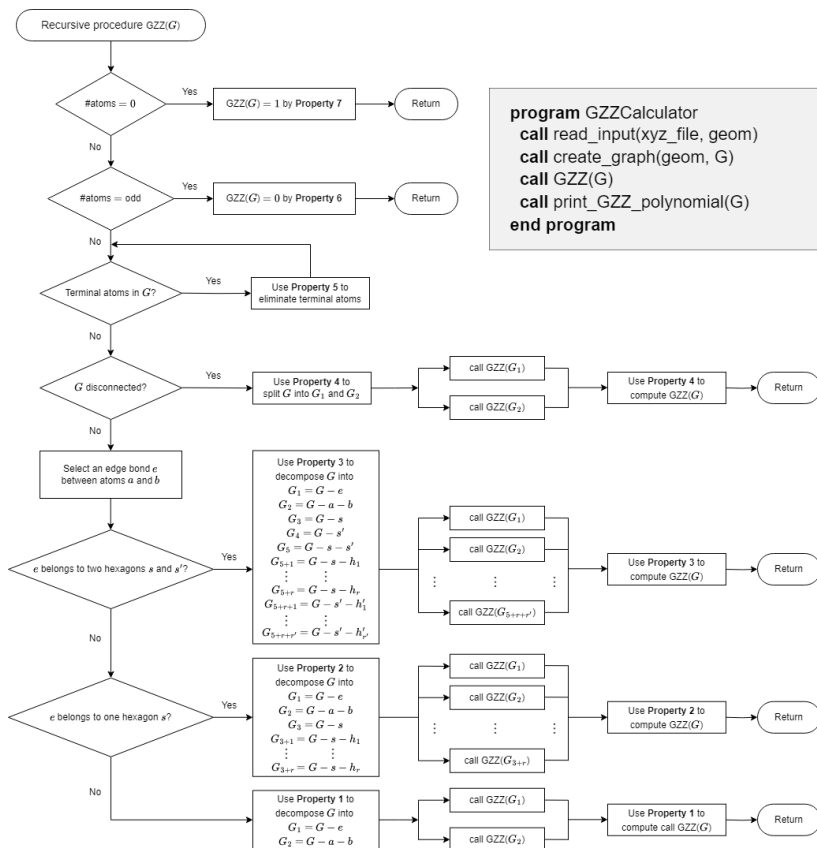 Recursive procedure GZZ(G)
#atoms = 0
Yes
GZZ(G) = 1 by Property 7
Return
No
#atoms = odd
Yes
GZZ(G) = 0 by Property 6
Return
No
Terminal atoms in G?
Yes
Use Property 5 to
eliminate terminal atoms
No
G disconnected?
Yes
Use Property 4 to
split G into G₁ and G₂
call GZZ(G₁)
call GZZ(G₂)
Use Property 4 to
compute GZZ(G)
Return
No
Select an edge bond e
between atoms a and b
e belongs to two hexagons s and s′?
Yes
Use Property 3 to
decompose G into
G₁ = G − e
G₂ = G − a − b
G₃ = G − s
G₄ = G − s′
G₅ = G − s − s′
G₅₊₁ = G − s − h₁
⋮ ⋮
G₅₊ᵣ = G − s − hᵣ
G₅₊ᵣ₊₁ = G − s′ − h′₁
⋮ ⋮
G₅₊ᵣ₊ᵣ′ = G − s′ − h′ᵣ′
call GZZ(G₁)
call GZZ(G₂)
⋮ ⋮ ⋮
call GZZ(G₅₊ᵣ₊ᵣ′)
Use Property 3 to
compute GZZ(G)
Return
No
e belongs to one hexagon s?
Yes
Use Property 2 to
decompose G into
G₁ = G − e
G₂ = G − a − b
G₃ = G − s
G₃₊₁ = G − s − h₁
⋮ ⋮
G₃₊ᵣ = G − s − hᵣ
call GZZ(G₁)
call GZZ(G₂)
⋮ ⋮ ⋮
call GZZ(G₃₊ᵣ)
Use Property 2 to
compute GZZ(G)
Return
No
Use Property 1 to
decompose G into
G₁ = G − e
G₂ = G − a − b
call GZZ(G₁)
call GZZ(G₂)
Use Property 1 to
compute call GZZ(G)
Return
program GZZCalculator
call read_input(xyz_file, geom)
call create_graph(geom, G)
call GZZ(G)
call print_GZZ_polynomial(G)
end program